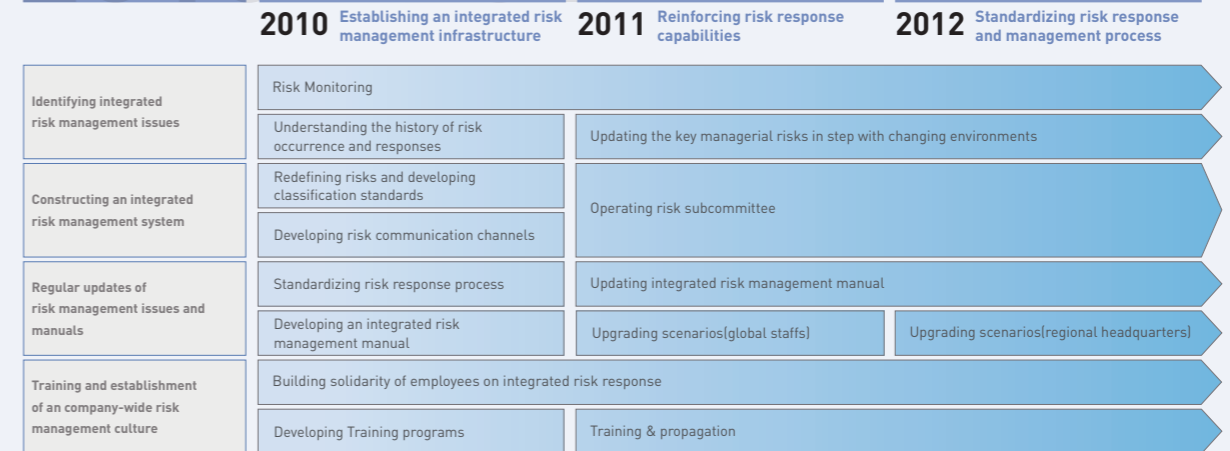 2010 Establishing an integrated risk
management infrastructure
2011 Reinforcing risk response
capabilities
2012 Standardizing risk response
and management process
Identifying integrated
risk management issues
Risk Monitoring
Understanding the history of risk
occurrence and responses
Updating the key managerial risks in step with changing environments
Constructing an integrated
risk management system
Redefining risks and developing
classification standards
Developing risk communication channels
Operating risk subcommittee
Regular updates of
risk management issues and
manuals
Standardizing risk response process
Updating integrated risk management manual
Developing an integrated risk
management manual
Upgrading scenarios(global staffs)
Upgrading scenarios(regional headquarters)
Training and establishment
of an company-wide risk
management culture
Building solidarity of employees on integrated risk response
Developing Training programs
Training & propagation